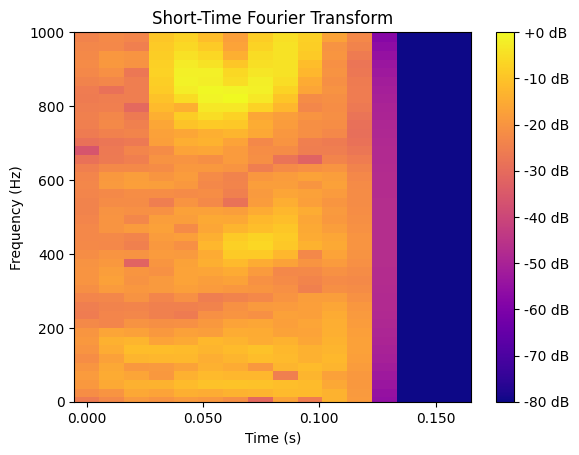 Short-Time Fourier Transform
Frequency (Hz)
1000
800
600
400
200
0
0.000
0.050
0.100
0.150
Time (s)
+0 dB
-10 dB
-20 dB
-30 dB
-40 dB
-50 dB
-60 dB
-70 dB
-80 dB